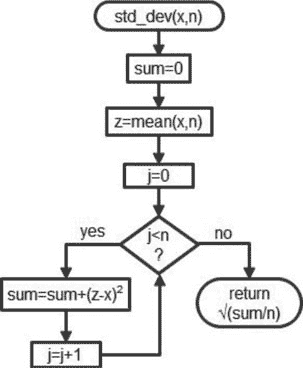 std_dev(x,n)
sum=0
z=mean(x,n)
j=0
j<n
?
yes
no
sum=sum+(z-x)²
j=j+1
return
√(sum/n)